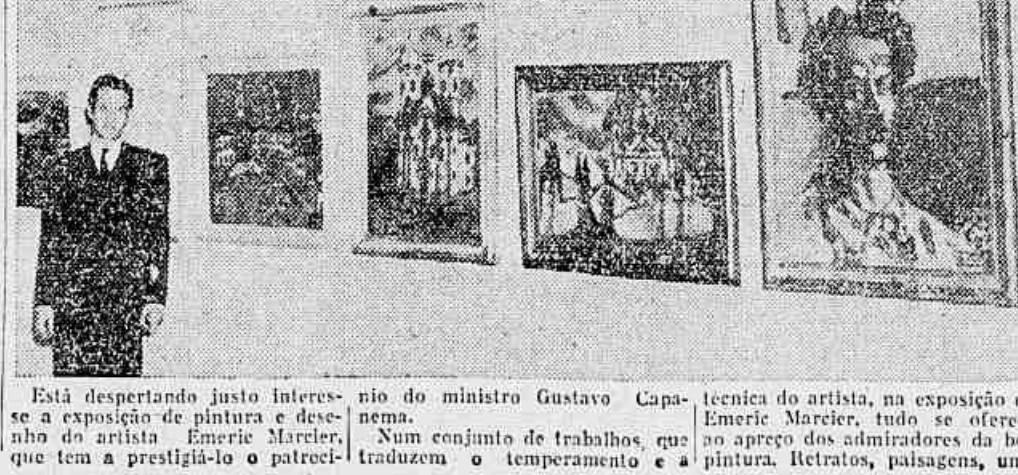 Está despertando justo interes-
se a exposição de pintura e dese-
nho do artista Emeric Marcier,
que tem a prestigiá-lo o patroci-
nio do ministro Gustavo Capa-
nema.
Num conjunto de trabalhos, que
traduzem o temperamento e a
técnica do artista, na exposição
Emeric Marcier, tudo se ofere
ao apreço dos admiradores da
pintura. Retratos, paisagens, un